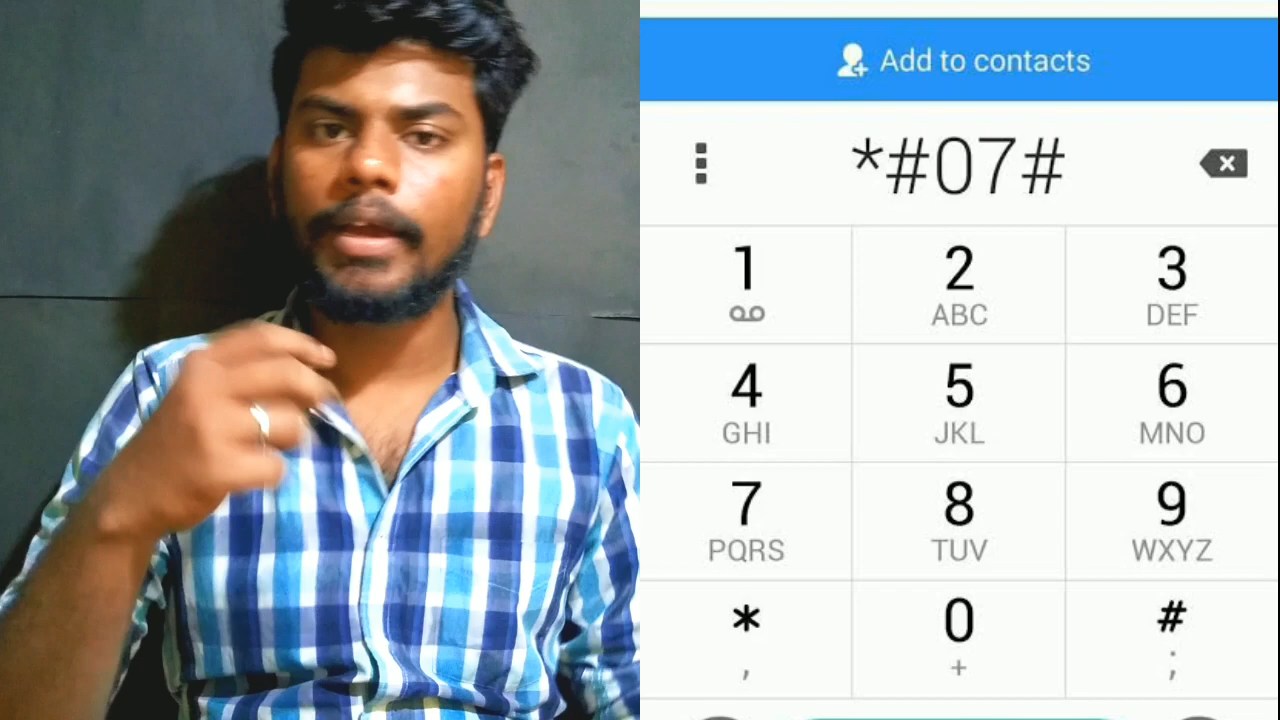 Add to contacts
*#07#
1 2 3
ABC DEF
4 5 6
GHI JKL MNO
7 8 9
PQRS TUV WXYZ
* 0 #
, + ;